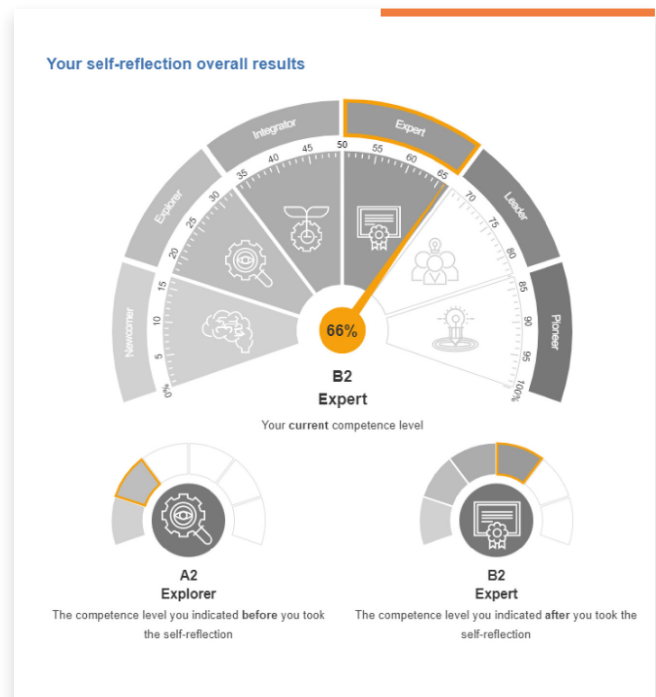 Your self-reflection overall results
Newcomer
Explorer
Integrator
Expert
Leader
Pioneer
%0
5
10
15
20
25
30
35
40
45
50
55
60
65
70
75
80
85
90
95
100%
66%
B2
Expert
Your current competence level
A2
Explorer
The competence level you indicated before you took
the self-reflection
B2
Expert
The competence level you indicated after you took the
self-reflection